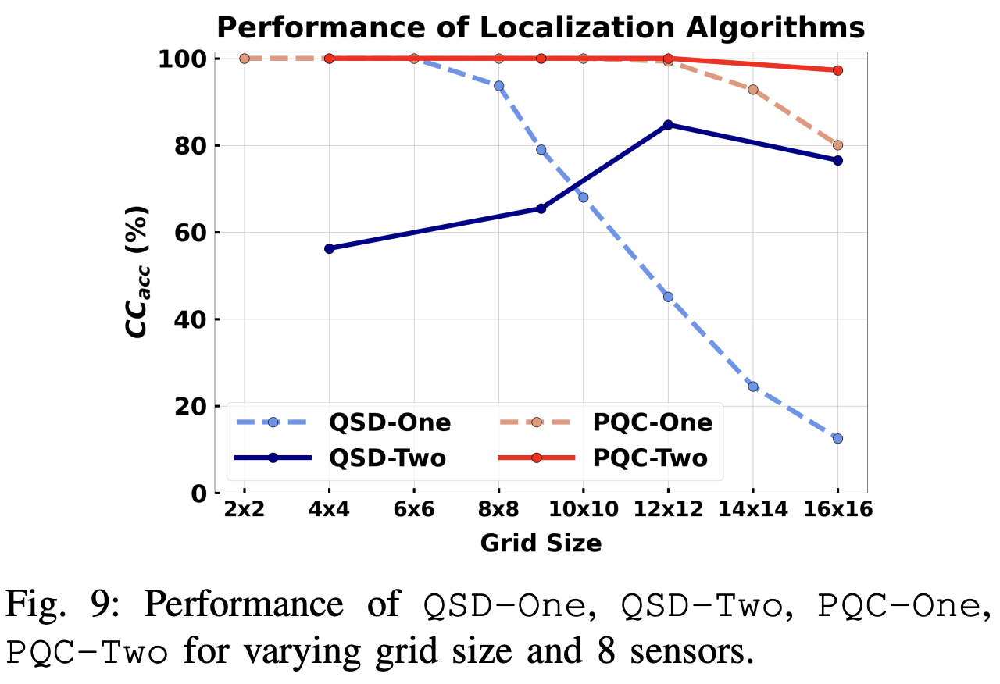 Performance of Localization Algorithms
100
80
60
40
20
0
CCacc (%)
QSD-One
PQC-One
QSD-Two
PQC-Two
2x2 4x4 6x6 8x8 10x10 12x12 14x14 16x16
Grid Size
Fig. 9: Performance of QSD-One, QSD-Two, PQC-One,
PQC-Two for varying grid size and 8 sensors.